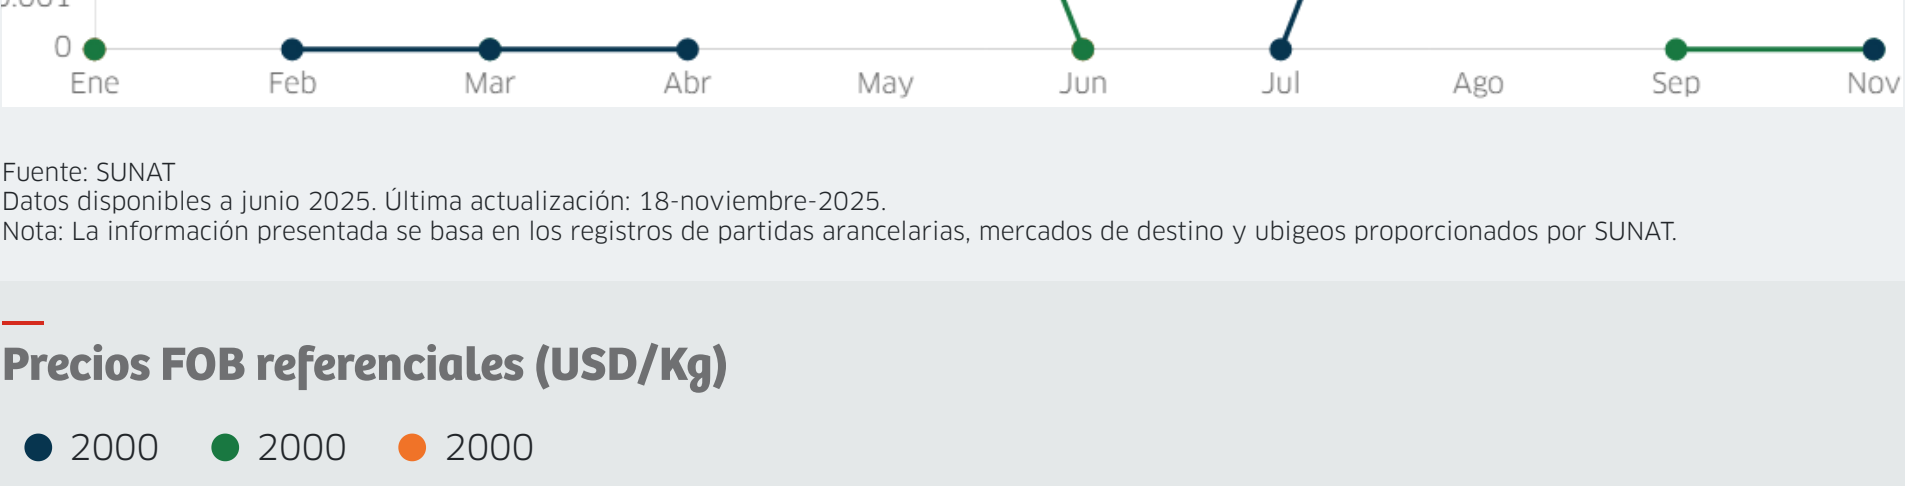 0
Ene Feb Mar Abr May Jun Jul Ago Sep Nov
Fuente: SUNAT
Datos disponibles a junio 2025. Última actualización: 18-noviembre-2025.
Nota: La información presentada se basa en los registros de partidas arancelarias, mercados de destino y ubigeos proporcionados por SUNAT.
Precios FOB referenciales (USD/Kg)
2000 2000 2000